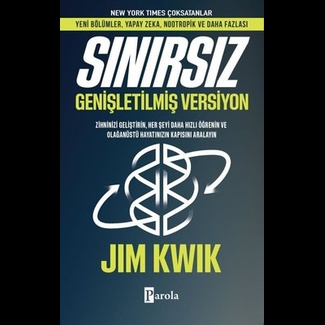 NEW YORK TIMES ÇOKSATANLAR
YENİ BÖLÜMLER, YAPAY ZEKA, NOOTROPİK VE DAHA FAZLASI
SINIRSIZ
GENİŞLETİLMİŞ VERSİYON
ZİHNİNİZİ GELİŞTİRİN, HER ŞEYİ DAHA HIZLI ÖĞRENİN VE
OLAĞANÜSTÜ HAYATINIZIN KAPISINI ARALAYIN
JIM KWIK
Parola